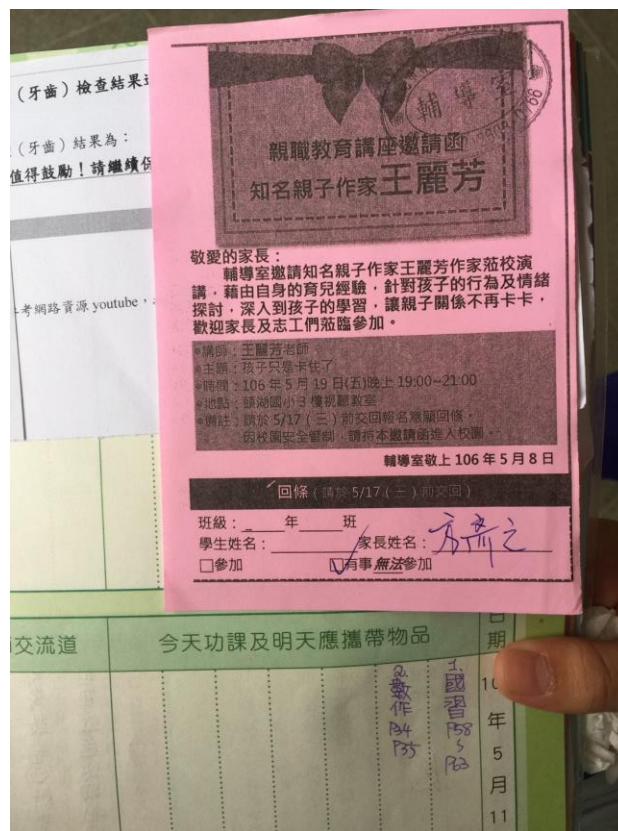 （牙齒）檢查結果
（牙齒）結果為：
值得鼓勵！請繼續保
考網路資源 youtube，
輔導室
親職教育講座邀請函
知名親子作家王麗芳
敬愛的家長：
輔導室邀請知名親子作家王麗芳作家蒞校演
講，藉由自身的育兒經驗，針對孩子的行為及情緒
探討，深入到孩子的學習，讓親子關係不再卡卡，
歡迎家長及志工們蒞臨參加。
●講師：王麗芳老師
●主題：孩子只是卡住了
●時間：106 年 5 月 19 日(五)晚上 19:00~21:00
●地點：頭湖國小 3 樓視聽教室
●備註：請於 5/17（三）前交回報名意願回條。
因校園安全管制，請持本邀請函進入校園。
輔導室敬上 106 年 5 月 8 日
回條（請於 5/17（三）前交回）
班級：_ 年____班
學生姓名：________ 家長姓名：
□參加 □有事無法參加
交流道
今天功課及明天應攜帶物品
日期
10
年
5
月
11
1. 國習 P58~P63
2. 數作 P34 P35